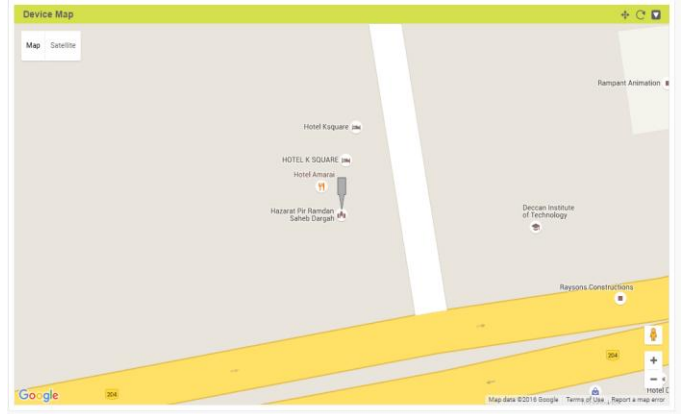 Device Map
Map Satellite
Rampant Animation
Hotel Ksquare
HOTEL K SQUARE
Hotel Amarai
Hazarat Pir Ramdan
Saheb Dargah
Deccan Institute
of Technology
Raysons Constructions
204
+
−
Hotel
Google
204
Map data ©2016 Google Terms of Use Report a map error